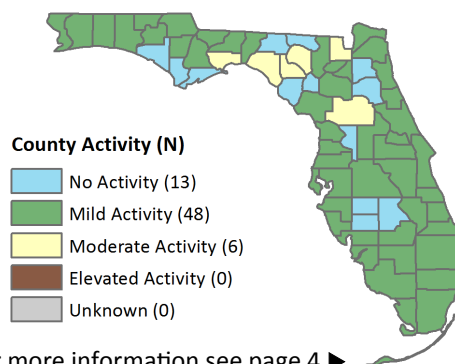 County Activity (N)
No Activity (13)
Mild Activity (48)
Moderate Activity (6)
Elevated Activity (0)
Unknown (0)
more information see page 4 ►